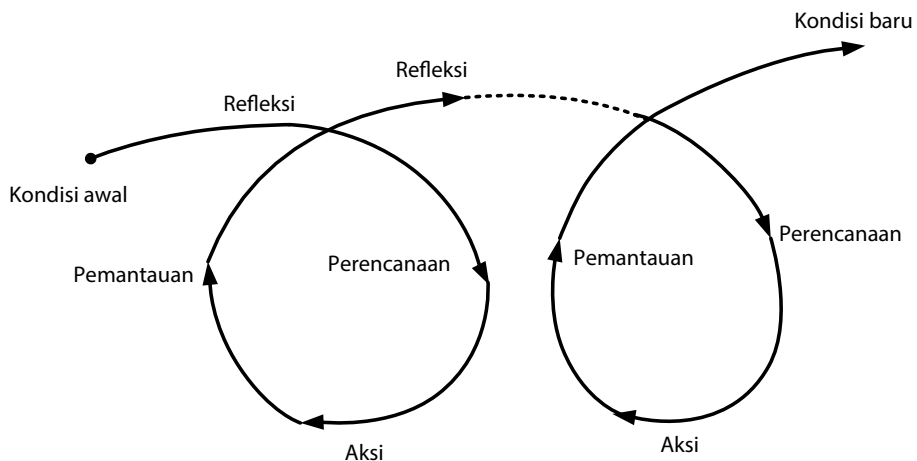 Kondisi baru
Refleksi
Refleksi
Kondisi awal
Perencanaan
Pemantauan
Perencanaan
Pemantauan
Aksi
Aksi